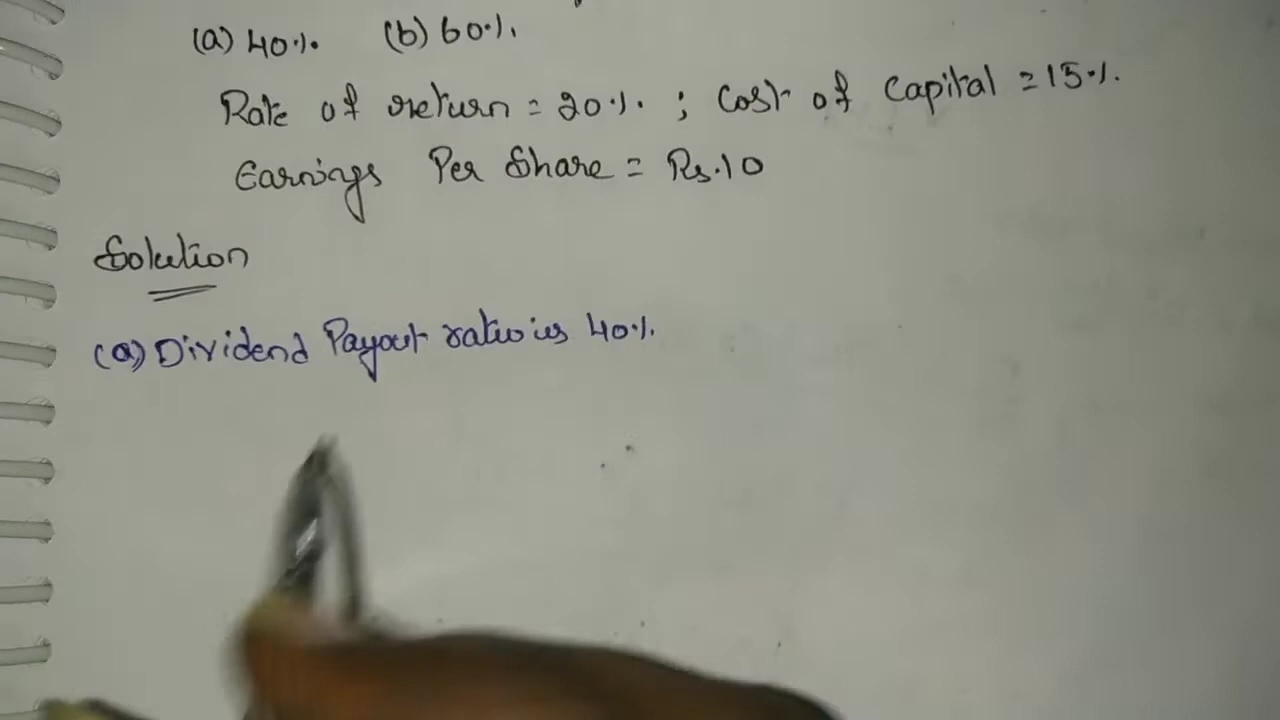 (a) 40%. (b) 60%.
Rate of return = 20%. ; Cost of Capital = 15%.
Earnings Per Share = Rs.10
Solution
(a) Dividend Payout ratio is 40%.